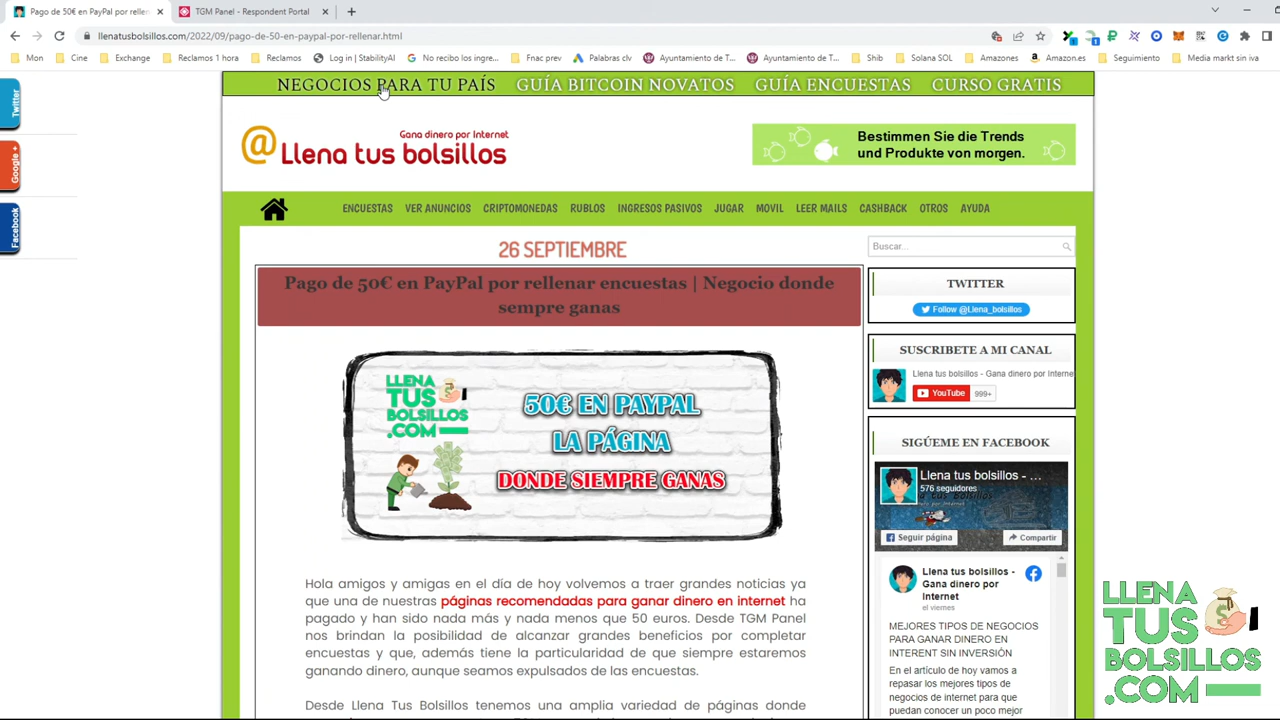 Pago de 50€ en PayPal por rellenar
TGM Panel - Respondent Portal
llenatusbolsillos.com/2022/09/pago-de-50-en-paypal-por-rellenar.html
Mon Cine Exchange Reclamos 1 hora Reclamos Log in | StabilityAI No recibo los ingre... Fnac prev Palabras clv Ayuntamiento de T... Ayuntamiento de T... Shib Solana SOL Amazones Amazon.es Seguimiento Media markt sin iva
NEGOCIOS PARA TU PAÍS GUÍA BITCOIN NOVATOS GUÍA ENCUESTAS CURSO GRATIS
Twitter
Google +
Facebook
Gana dinero por Internet
@Llena tus bolsillos
Bestimmen Sie die Trends
und Produkte von morgen.
ENCUESTAS VER ANUNCIOS CRIPTOMONEDAS RUBLOS INGRESOS PASIVOS JUGAR MOVIL LEER MAILS CASHBACK OTROS AYUDA
26 SEPTIEMBRE
Pago de 50€ en PayPal por rellenar encuestas | Negocio donde
sempre ganas
LLENA
TUS
BOLSILLOS
.COM
50€ EN PAYPAL
LA PÁGINA
DONDE SIEMPRE GANAS
Hola amigos y amigas en el día de hoy volvemos a traer grandes noticias ya
que una de nuestras páginas recomendadas para ganar dinero en internet ha
pagado y han sido nada más y nada menos que 50 euros. Desde TGM Panel
nos brindan la posibilidad de alcanzar grandes beneficios por completar
encuestas y que, además tiene la particularidad de que siempre estaremos
ganando dinero, aunque seamos expulsados de las encuestas.
Desde Llena Tus Bolsillos tenemos una amplia variedad de páginas donde
Buscar...
TWITTER
Follow @Llena_bolsillos
SUSCRIBETE A MI CANAL
Llena tus bolsillos - Gana dinero por Internet
YouTube 999+
SIGÚEME EN FACEBOOK
Llena tus bolsillos - ...
576 seguidores
Seguir página
Compartir
Llena tus bolsillos -
Gana dinero por
Internet
el viernes
MEJORES TIPOS DE NEGOCIOS
PARA GANAR DINERO EN
INTERENT SIN INVERSIÓN
En el artículo de hoy vamos a
repasar los mejores tipos de
negocios de internet para que
puedan conocer un poco mejor
LLENA
TUS
BOLSILLOS
.COM